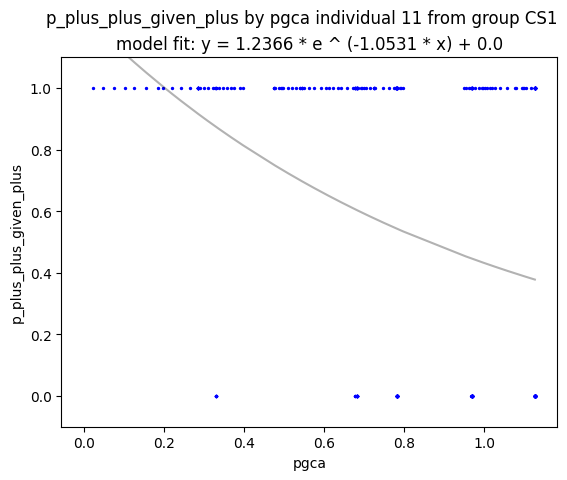 p_plus_plus_given_plus by pgca individual 11 from group CS1
model fit: y = 1.2366 * e ^ (-1.0531 * x) + 0.0
1.0
0.8
0.6
0.4
0.2
0.0
p_plus_plus_given_plus
0.0 0.2 0.4 0.6 0.8 1.0
pgca